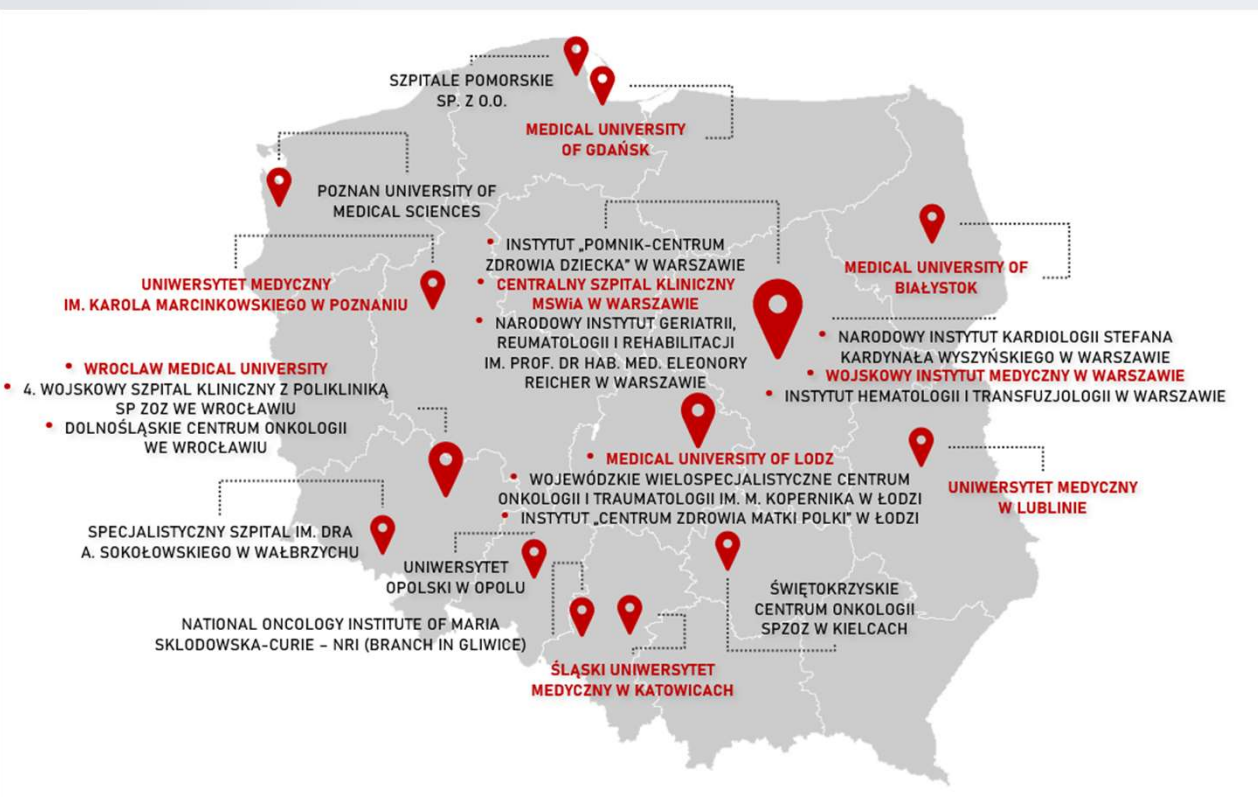 SZPITALE POMORSKIE
SP. Z O.O.
MEDICAL UNIVERSITY
OF GDAŃSK
POZNAN UNIVERSITY OF
MEDICAL SCIENCES
UNIWERSYTET MEDYCZNY
IM. KAROLA MARCINKOWSKIEGO W POZNANIU
• INSTYTUT „POMNIK-CENTRUM
ZDROWIA DZIECKA” W WARSZAWIE
• CENTRALNY SZPITAL KLINICZNY
MSWiA W WARSZAWIE
• NARODOWY INSTYTUT GERIATRII,
REUMATOLOGII I REHABILITACJI
IM. PROF. DR HAB. MED. ELEONORY
REICHER W WARSZAWIE
MEDICAL UNIVERSITY OF
BIAŁYSTOK
• NARODOWY INSTYTUT KARDIOLOGII STEFANA
KARDYNAŁA WYSZYŃSKIEGO W WARSZAWIE
• WOJSKOWY INSTYTUT MEDYCZNY W WARSZAWIE
• INSTYTUT HEMATOLOGII I TRANSFUZJOLOGII W WARSZAWIE
• WROCLAW MEDICAL UNIVERSITY
• 4. WOJSKOWY SZPITAL KLINICZNY Z POLIKLINIKĄ
SP ZOZ WE WROCŁAWIU
• DOLNOŚLĄSKIE CENTRUM ONKOLOGII
WE WROCŁAWIU
• MEDICAL UNIVERSITY OF LODZ
• WOJEWÓDZKIE WIELOSPECJALISTYCZNE CENTRUM
ONKOLOGII I TRAUMATOLOGII IM. M. KOPERNIKA W ŁODZI
• INSTYTUT „CENTRUM ZDROWIA MATKI POLKI” W ŁODZI
UNIWERSYTET MEDYCZNY
W LUBLINIE
SPECJALISTYCZNY SZPITAL IM. DRA
A. SOKOŁOWSKIEGO W WAŁBRZYCHU
UNIWERSYTET
OPOLSKI W OPOLU
ŚWIĘTOKRZYSKIE
CENTRUM ONKOLOGII
SPZOZ W KIELCACH
NATIONAL ONCOLOGY INSTITUTE OF MARIA
SKLODOWSKA-CURIE – NRI (BRANCH IN GLIWICE)
ŚLĄSKI UNIWERSYTET
MEDYCZNY W KATOWICACH